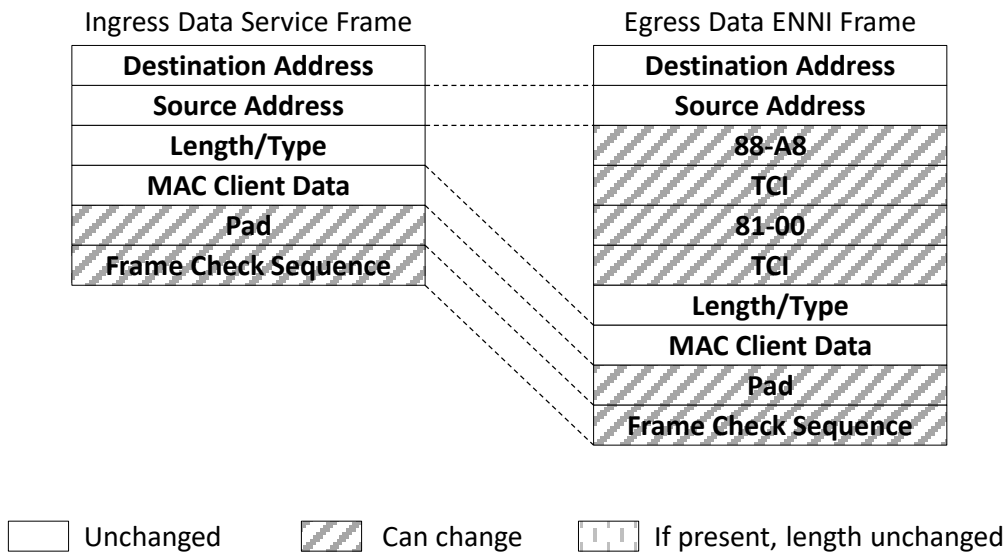 Ingress Data Service Frame
Destination Address
Source Address
Length/Type
MAC Client Data
Pad
Frame Check Sequence
Egress Data ENNI Frame
Destination Address
Source Address
88-A8
TCI
81-00
TCI
Length/Type
MAC Client Data
Pad
Frame Check Sequence
Unchanged
Can change
If present, length unchanged